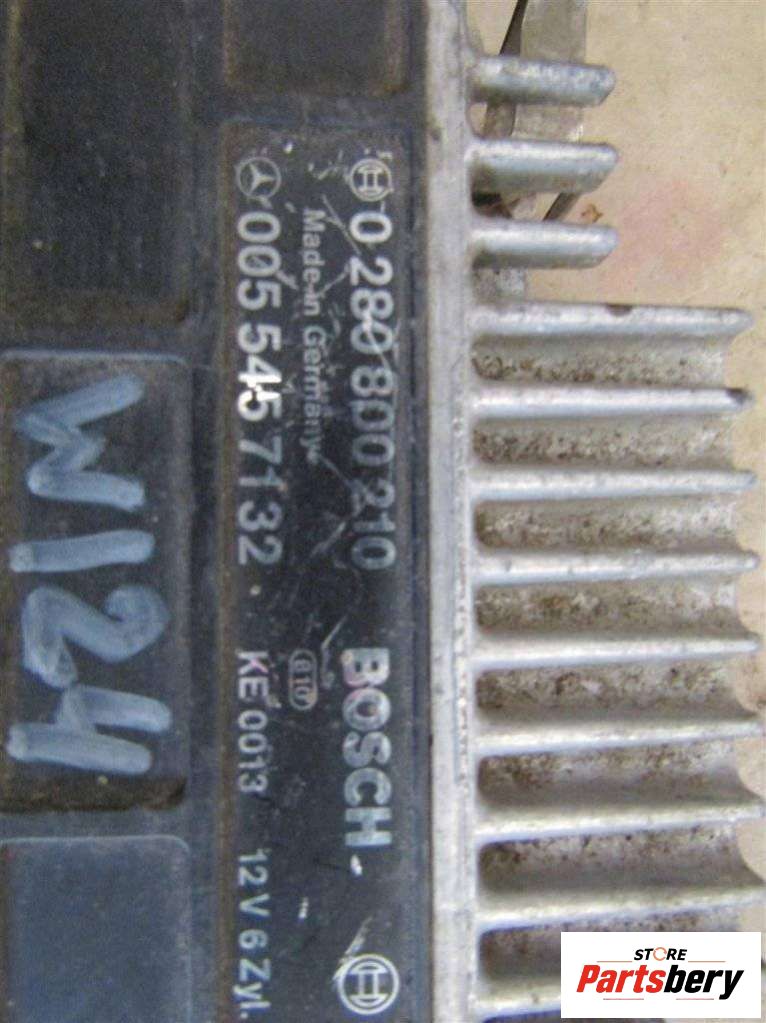 0 280 800 210 BOSCH
Made in Germany 810
005 545 71 32 KE 0013 12 V 6 Zyl.
W124
STORE
Partsbery